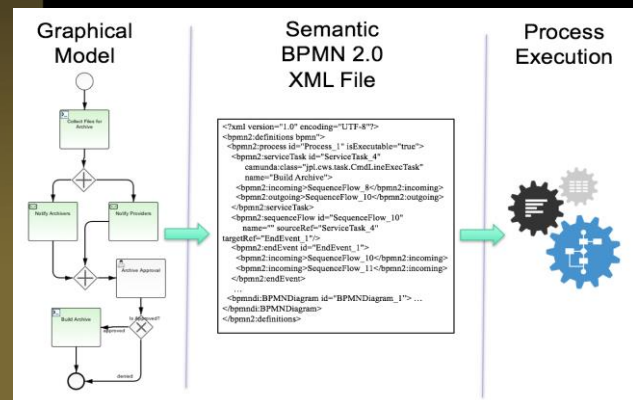 Graphical
Model
Collect Files for
Archive
Notify Archivers
Notify Providers
Archive Approval
Is Approved?
Build Archive
approved
denied
Semantic
BPMN 2.0
XML File
<?xml version="1.0" encoding="UTF-8"?>
<bpmn2:definitions bpmn">
<bpmn2:process id="Process_1" isExecutable="true">
<bpmn2:serviceTask id="ServiceTask_4"
camunda:class="jpl.cws.task.CmdLineExecTask"
name="Build Archive">
<bpmn2:incoming>SequenceFlow_8</bpmn2:incoming>
<bpmn2:outgoing>SequenceFlow_10</bpmn2:outgoing>
</bpmn2:serviceTask>
<bpmn2:sequenceFlow id="SequenceFlow_10"
name="" sourceRef="ServiceTask_4"
targetRef="EndEvent_1"/>
<bpmn2:endEvent id="EndEvent_1">
<bpmn2:incoming>SequenceFlow_10</bpmn2:incoming>
<bpmn2:incoming>SequenceFlow_11</bpmn2:incoming>
</bpmn2:endEvent>
...
<bpmndi:BPMNDiagram id="BPMNDiagram_1"> ...
</bpmndi:BPMNDiagram>
</bpmn2:definitions>
Process
Execution